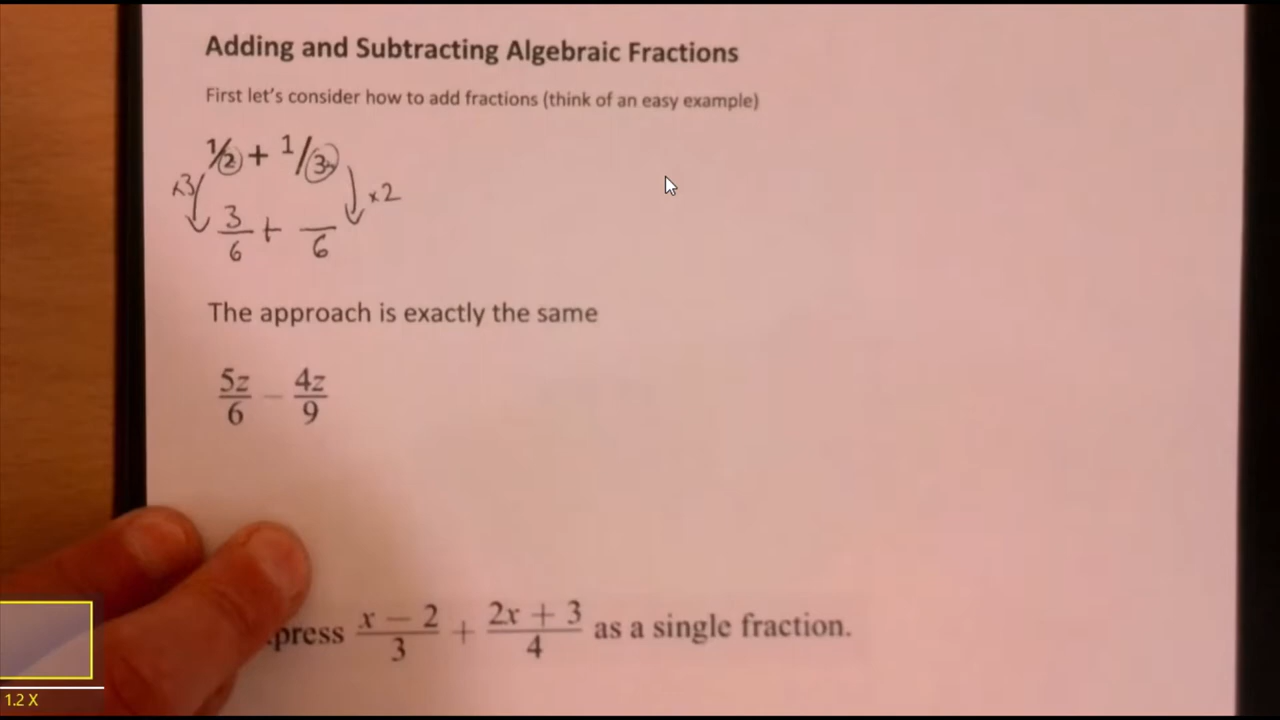 Adding and Subtracting Algebraic Fractions
First let's consider how to add fractions (think of an easy example)
1/2 + 1/3
×3 ×2
3/6 + /6
The approach is exactly the same
5z/6 − 4z/9
press x − 2/3 + 2x + 3/4 as a single fraction.
1.2 X